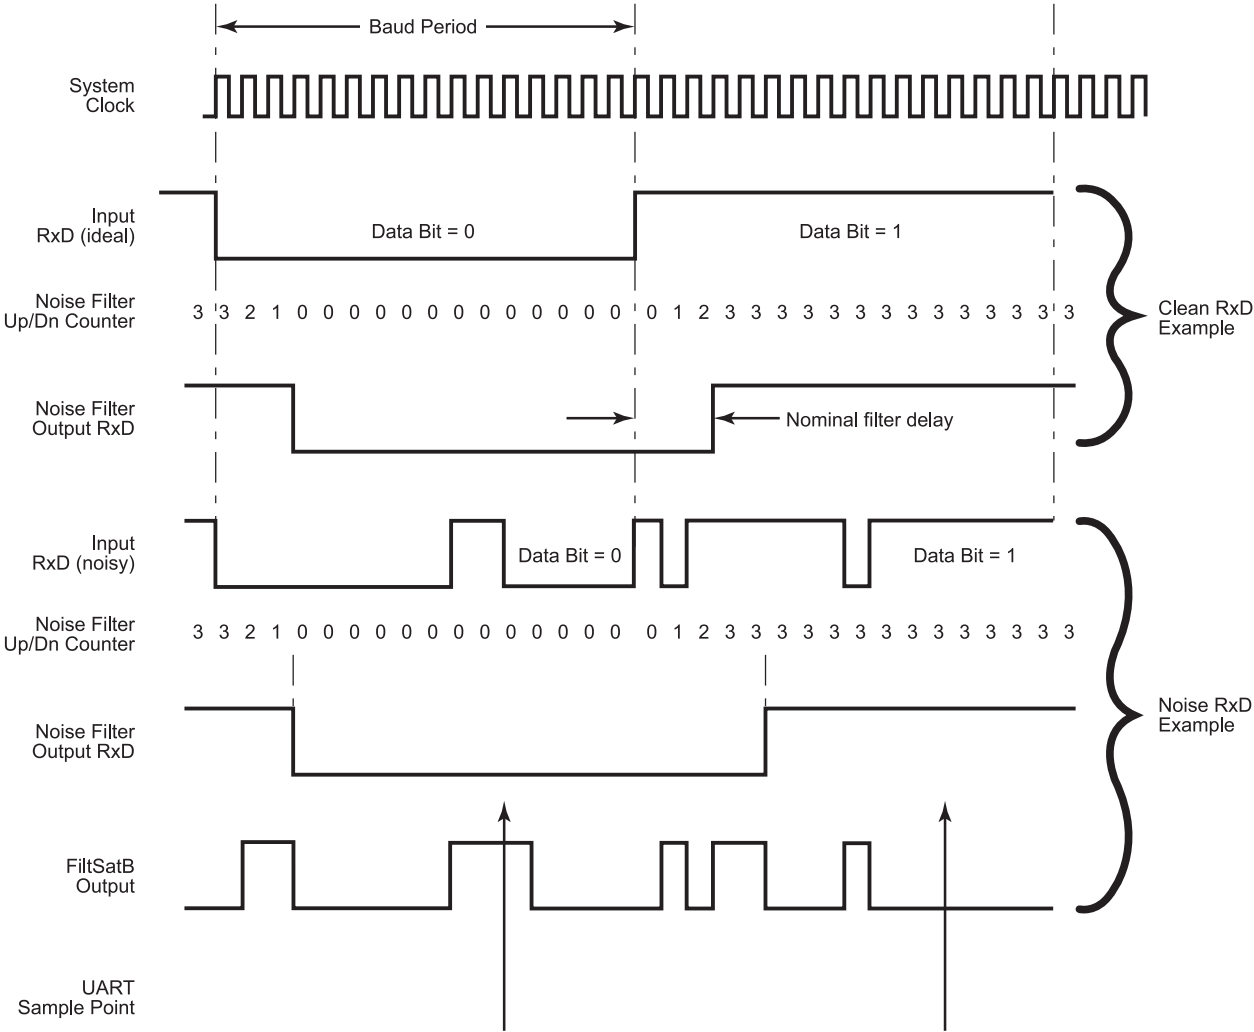 Baud Period
System
Clock
Input
RxD (ideal)
Data Bit = 0
Data Bit = 1
Noise Filter
Up/Dn Counter
3 3 2 1 0 0 0 0 0 0 0 0 0 0 0 0 0 0 1 2 3 3 3 3 3 3 3 3 3 3 3 3 3 3
Clean RxD
Example
Noise Filter
Output RxD
Nominal filter delay
Input
RxD (noisy)
Data Bit = 0
Data Bit = 1
Noise Filter
Up/Dn Counter
3 3 2 1 0 0 0 0 0 0 0 0 0 0 0 0 0 0 1 2 3 3 3 3 3 3 3 3 3 3 3 3 3 3
Noise Filter
Output RxD
Noise RxD
Example
FiltSatB
Output
UART
Sample Point